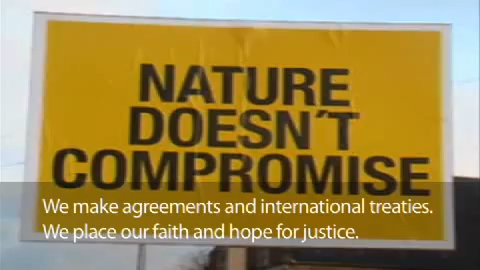 NATURE
DOESN'T
COMPROMISE
We make agreements and international treaties.
We place our faith and hope for justice.